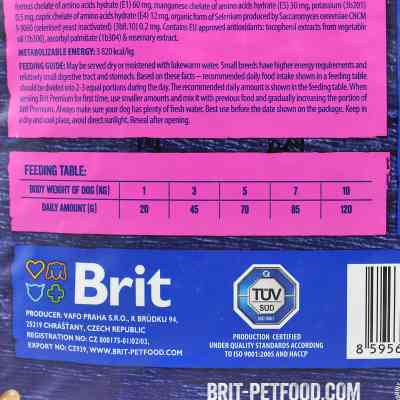 ferrous chelate of amino acids hydrate (E1) 60 mg, manganese chelate of amino acids hydrate (E5) 30 mg, potassium (3b201)
0.5 mg, cupric chelate of amino acids hydrate (E4) 12 mg, organic form of Selenium produced by Saccaromyces cerevisiae CNCM
I-3060 (selenised yeast inactivated) (3b8.10) 0.2 mg. Contains EU approved antioxidants: tocopherol extracts from vegetable
oil (1b306), ascorbyl palmitate (1b304) & rosemary extract.
METABOLIZABLE ENERGY: 3 820 kcal/kg.
FEEDING GUIDE: May be served dry or moistened with lukewarm water. Small breeds have higher energy requirements and
relatively small digestive tract and stomach. Based on these facts – recommended daily food intake shown in a feeding table
should be divided into 2-3 equal portions during the day. The recommended daily amount is shown in the feeding table. When
serving Brit Premium for first time, use smaller amounts and mix it with previous food and gradually increasing the portion of
Brit Premium. Always make sure your dog has plenty of fresh water. Best use before the date shown on the package. Keep in
a dry and cool place, avoid direct sunlight. Reseal after opening.
FEEDING TABLE:
BODY WEIGHT OF DOG (KG) 1 3 5 7 10
DAILY AMOUNT (G) 20 45 70 85 120
Brit
PRODUCER: VAFO PRAHA S.R.O., K BRŮDKU 94,
25219 CHRÁŠŤANY, CZECH REPUBLIC
REGISTRATION NO: CZ 800175-01/02/03,
EXPORT NO: CZ939, WWW.BRIT-PETFOOD.COM
TÜV
SÜD
ISO 9001
PRODUCTION CERTIFIED
UNDER QUALITY STANDARDS ACCORDING
TO ISO 9001:2005 AND HACCP
8 5956
BRIT-PETFOOD.COM